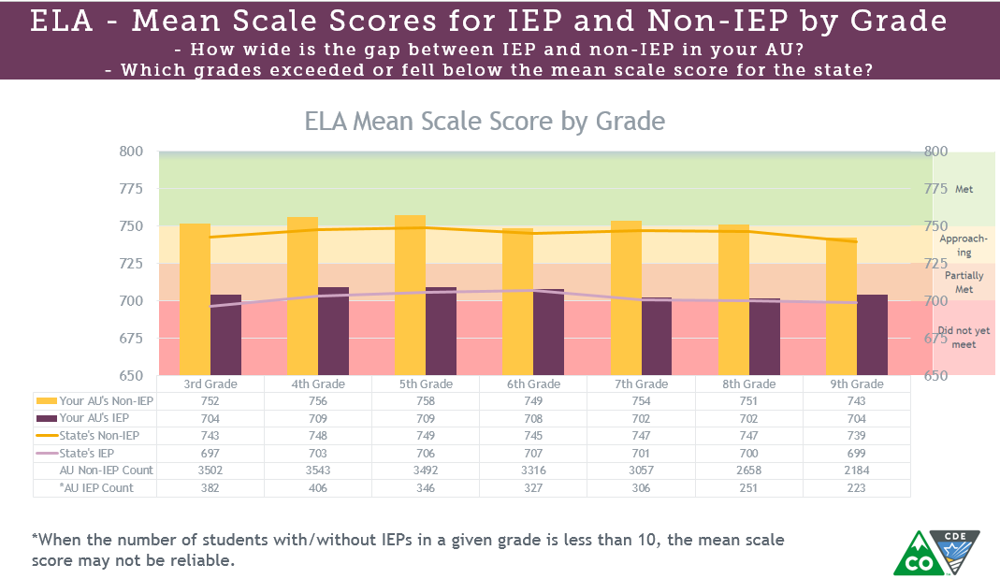 ELA - Mean Scale Scores for IEP and Non-IEP by Grade
- How wide is the gap between IEP and non-IEP in your AU?
- Which grades exceeded or fell below the mean scale score for the state?
ELA Mean Scale Score by Grade
800 800
775 775 Met
750 750
Approach-
ing
725 725
Partially
Met
700 700
Did not yet
675 675
meet
650 650
3rd Grade 4th Grade 5th Grade 6th Grade 7th Grade 8th Grade 9th Grade
Your AU's Non-IEP 752 756 758 749 754 751 743
Your AU's IEP 704 709 709 708 702 702 704
State's Non-IEP 743 748 749 745 747 747 739
State's IEP 697 703 706 707 701 700 699
AU Non-IEP Count 3502 3543 3492 3316 3057 2658 2184
*AU IEP Count 382 406 346 327 306 251 223
*When the number of students with/without IEPs in a given grade is less than 10, the mean scale
score may not be reliable.
CDE
CO